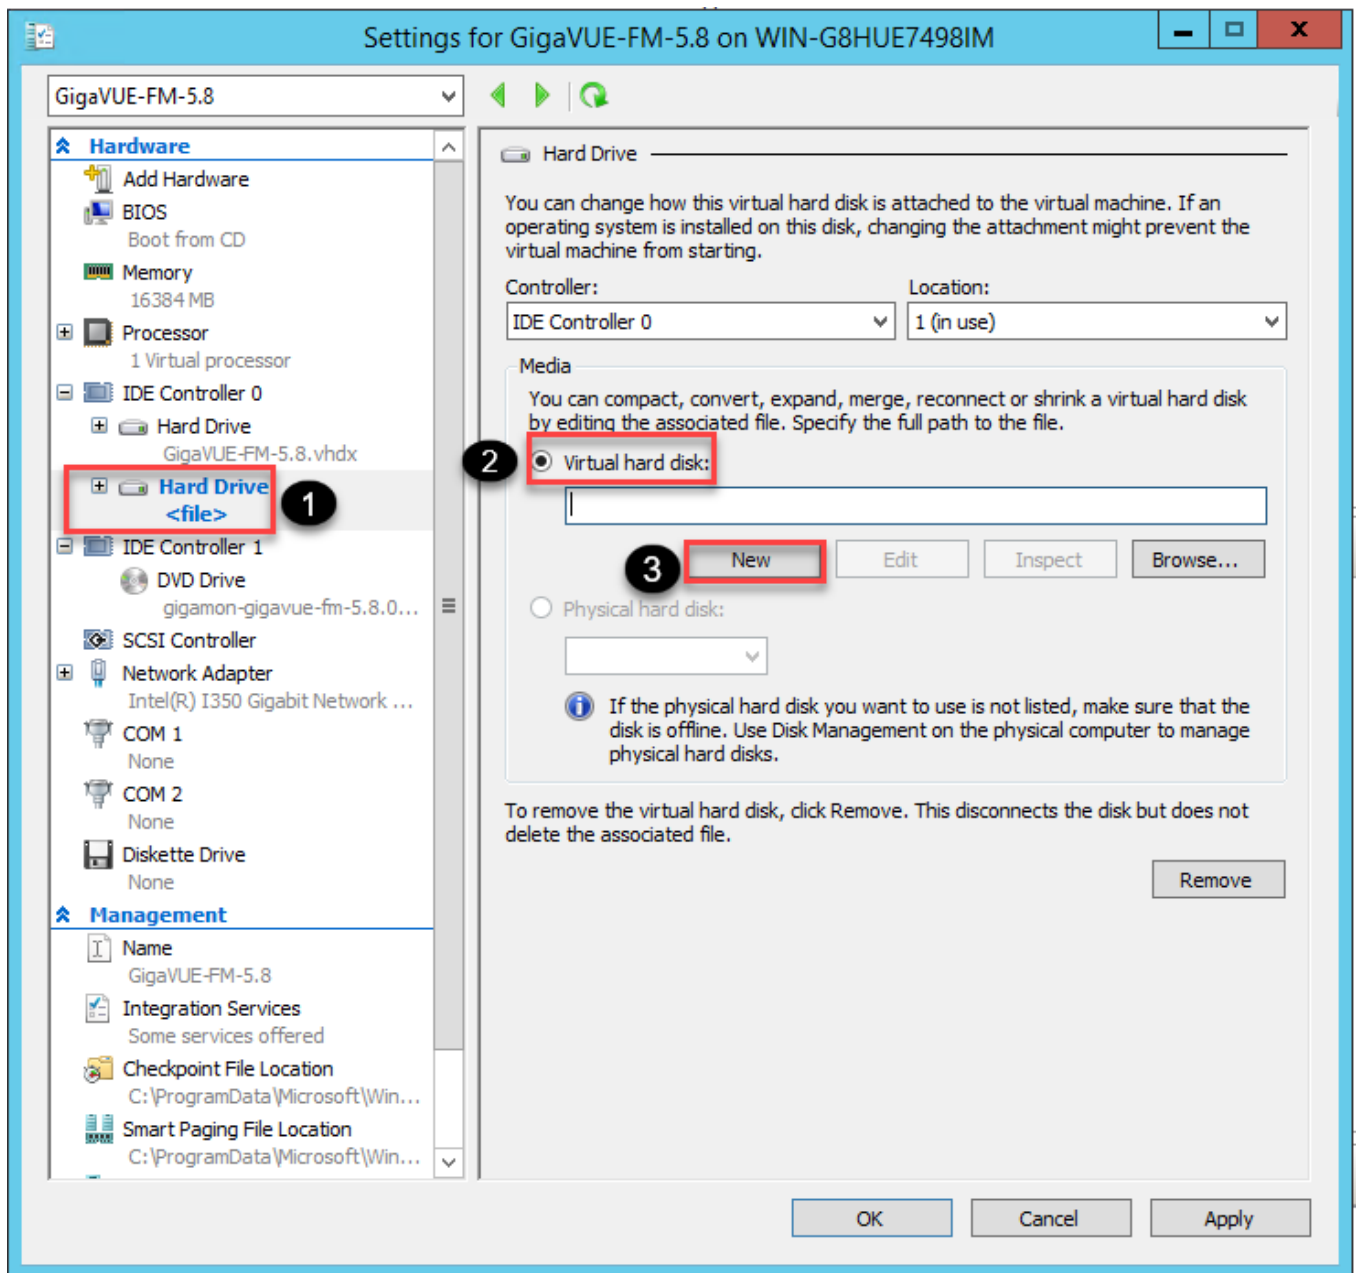 Settings for GigaVUE-FM-5.8 on WIN-G8HUE7498IM
GigaVUE-FM-5.8
Hardware
Add Hardware
BIOS
Boot from CD
Memory
16384 MB
Processor
1 Virtual processor
IDE Controller 0
Hard Drive
GigaVUE-FM-5.8.vhdx
Hard Drive
<file>
1
IDE Controller 1
DVD Drive
gigamon-gigavue-fm-5.8.0...
SCSI Controller
Network Adapter
Intel(R) I350 Gigabit Network ...
COM 1
None
COM 2
None
Diskette Drive
None
Management
Name
GigaVUE-FM-5.8
Integration Services
Some services offered
Checkpoint File Location
C:\ProgramData\Microsoft\Win...
Smart Paging File Location
C:\ProgramData\Microsoft\Win...
Hard Drive
You can change how this virtual hard disk is attached to the virtual machine. If an
operating system is installed on this disk, changing the attachment might prevent the
virtual machine from starting.
Controller: Location:
IDE Controller 0 1 (in use)
Media
You can compact, convert, expand, merge, reconnect or shrink a virtual hard disk
by editing the associated file. Specify the full path to the file.
2 Virtual hard disk:
3 New Edit Inspect Browse...
Physical hard disk:
If the physical hard disk you want to use is not listed, make sure that the
disk is offline. Use Disk Management on the physical computer to manage
physical hard disks.
To remove the virtual hard disk, click Remove. This disconnects the disk but does not
delete the associated file.
Remove
OK Cancel Apply